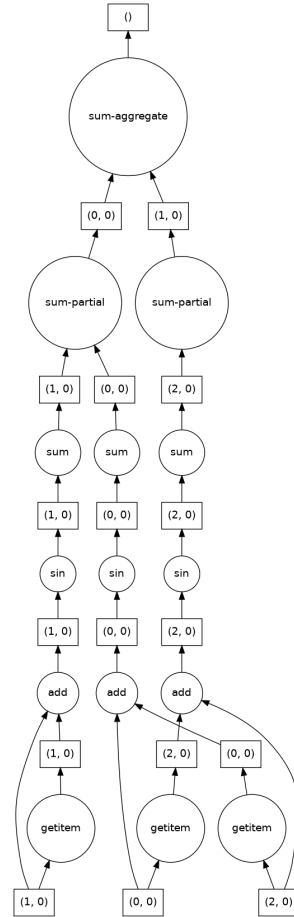 ()
sum-aggregate
(0, 0)
(1, 0)
sum-partial
sum-partial
(1, 0)
(0, 0)
(2, 0)
sum
sum
sum
(1, 0)
(0, 0)
(2, 0)
sin
sin
sin
(1, 0)
(0, 0)
(2, 0)
add
add
add
(1, 0)
(2, 0)
(0, 0)
getitem
getitem
getitem
(1, 0)
(0, 0)
(2, 0)